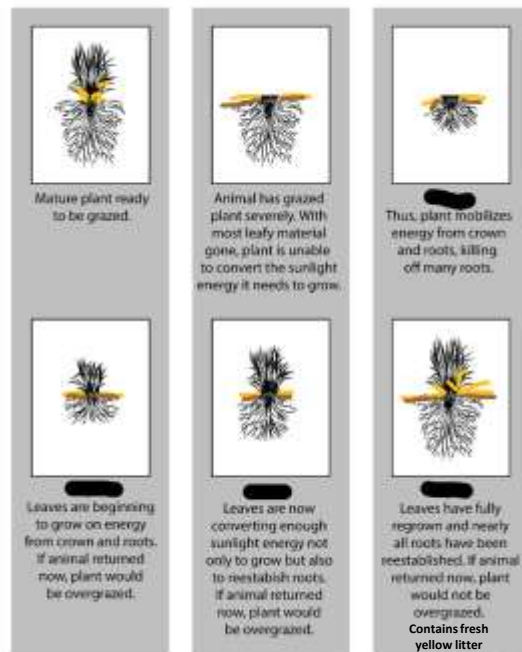 Mature plant ready
to be grazed.
Animal has grazed
plant severely. With
most leafy material
gone, plant is unable
to convert the sunlight
energy it needs to grow.
Thus, plant mobilizes
energy from crown
and roots, killing
off many roots.
Leaves are beginning
to grow on energy
from crown and roots.
If animal returned
now, plant would
be overgrazed.
Leaves are now
converting enough
sunlight energy not
only to grow but also
to reestabish roots.
If animal returned
now, plant would
be overgrazed.
Leaves have fully
regrown and nearly
all roots have been
reestablished. If animal
returned now, plant
would not be
overgrazed.
Contains fresh
yellow litter